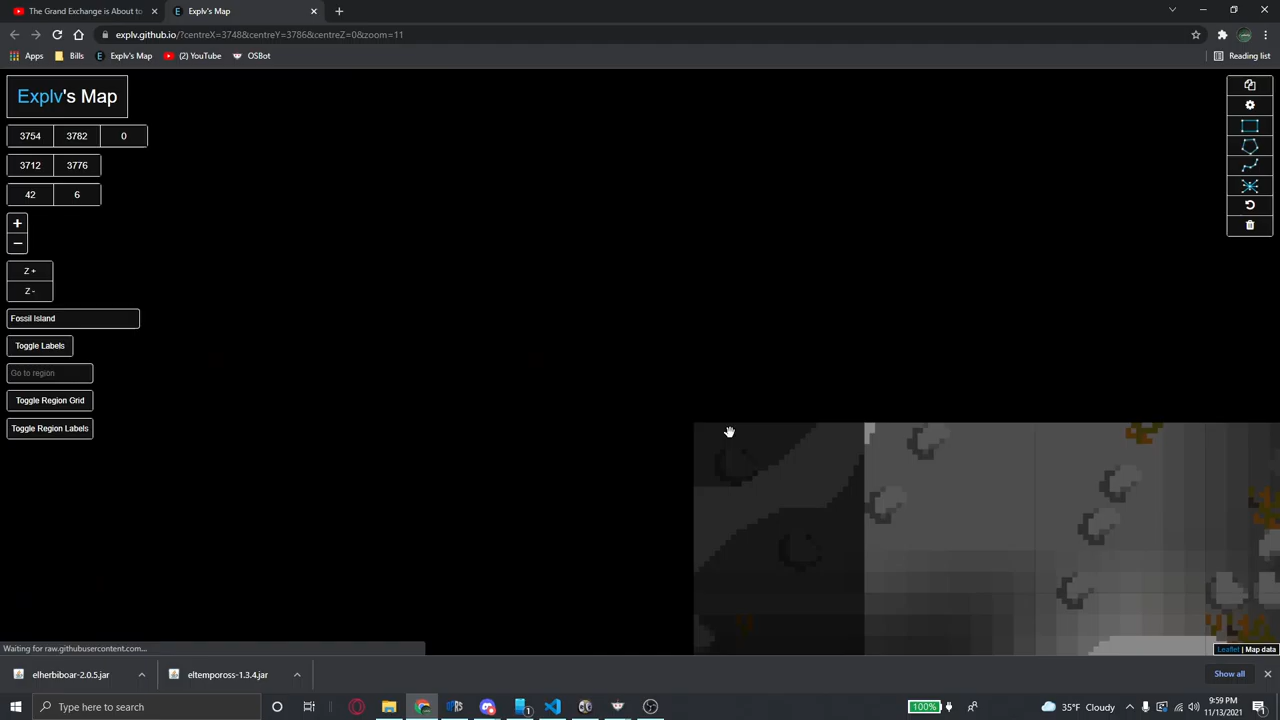 The Grand Exchange is About to
Explv's Map
explv.github.io/?centreX=3748&centreY=3786&centreZ=0&zoom=11
Apps
Bills
Explv's Map
(2) YouTube
OSBot
Reading list
Explv's Map
3754 3782 0
3712 3776
42 6
+
−
Z +
Z -
Fossil Island
Toggle Labels
Go to region
Toggle Region Grid
Toggle Region Labels
Waiting for raw.githubusercontent.com...
Leaflet | Map data
elherbiboar-2.0.5.jar
eltempoross-1.3.4.jar
Show all
Type here to search
100%
35°F Cloudy
9:59 PM
11/13/2021